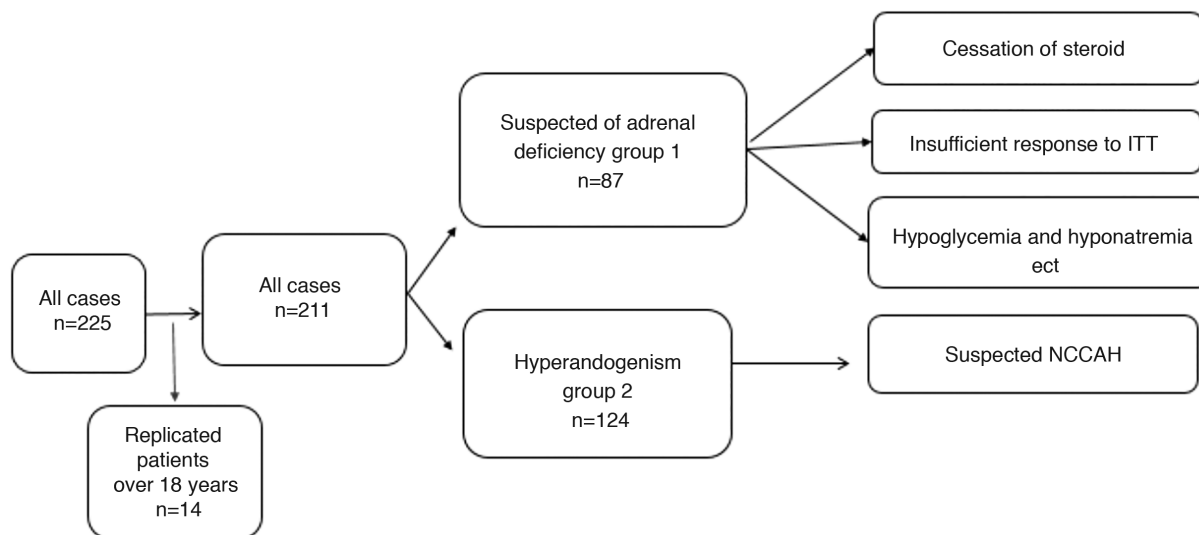 All cases
n=225
Replicated
patients
over 18 years
n=14
All cases
n=211
Suspected of adrenal
deficiency group 1
n=87
Hyperandogenism
group 2
n=124
Cessation of steroid
Insufficient response to ITT
Hypoglycemia and hyponatremia
ect
Suspected NCCAH